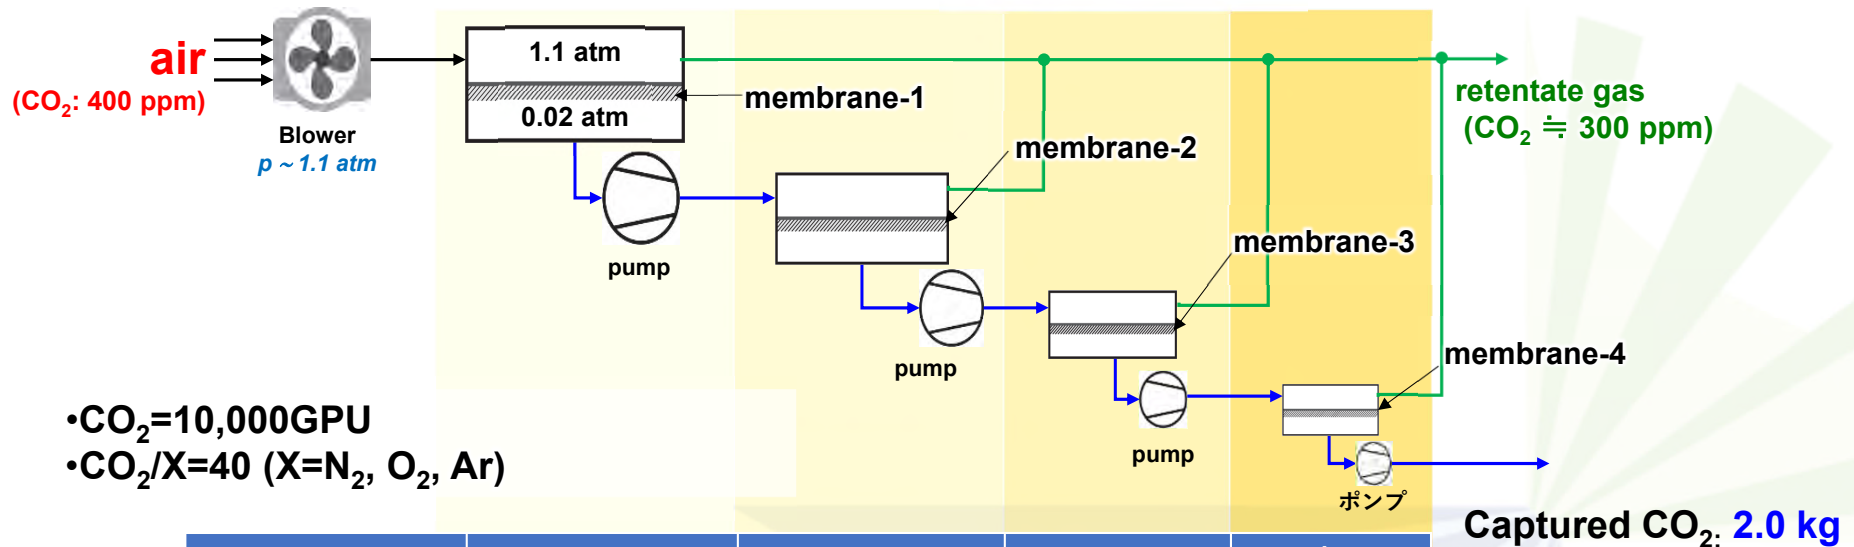 air
(CO₂: 400 ppm)
Blower
p ~ 1.1 atm
1.1 atm
0.02 atm
membrane-1
retentate gas
(CO₂ ≒ 300 ppm)
pump
membrane-2
pump
membrane-3
pump
membrane-4
ポンプ
•CO₂=10,000GPU
•CO₂/X=40 (X=N₂, O₂, Ar)
Captured CO₂: 2.0 kg